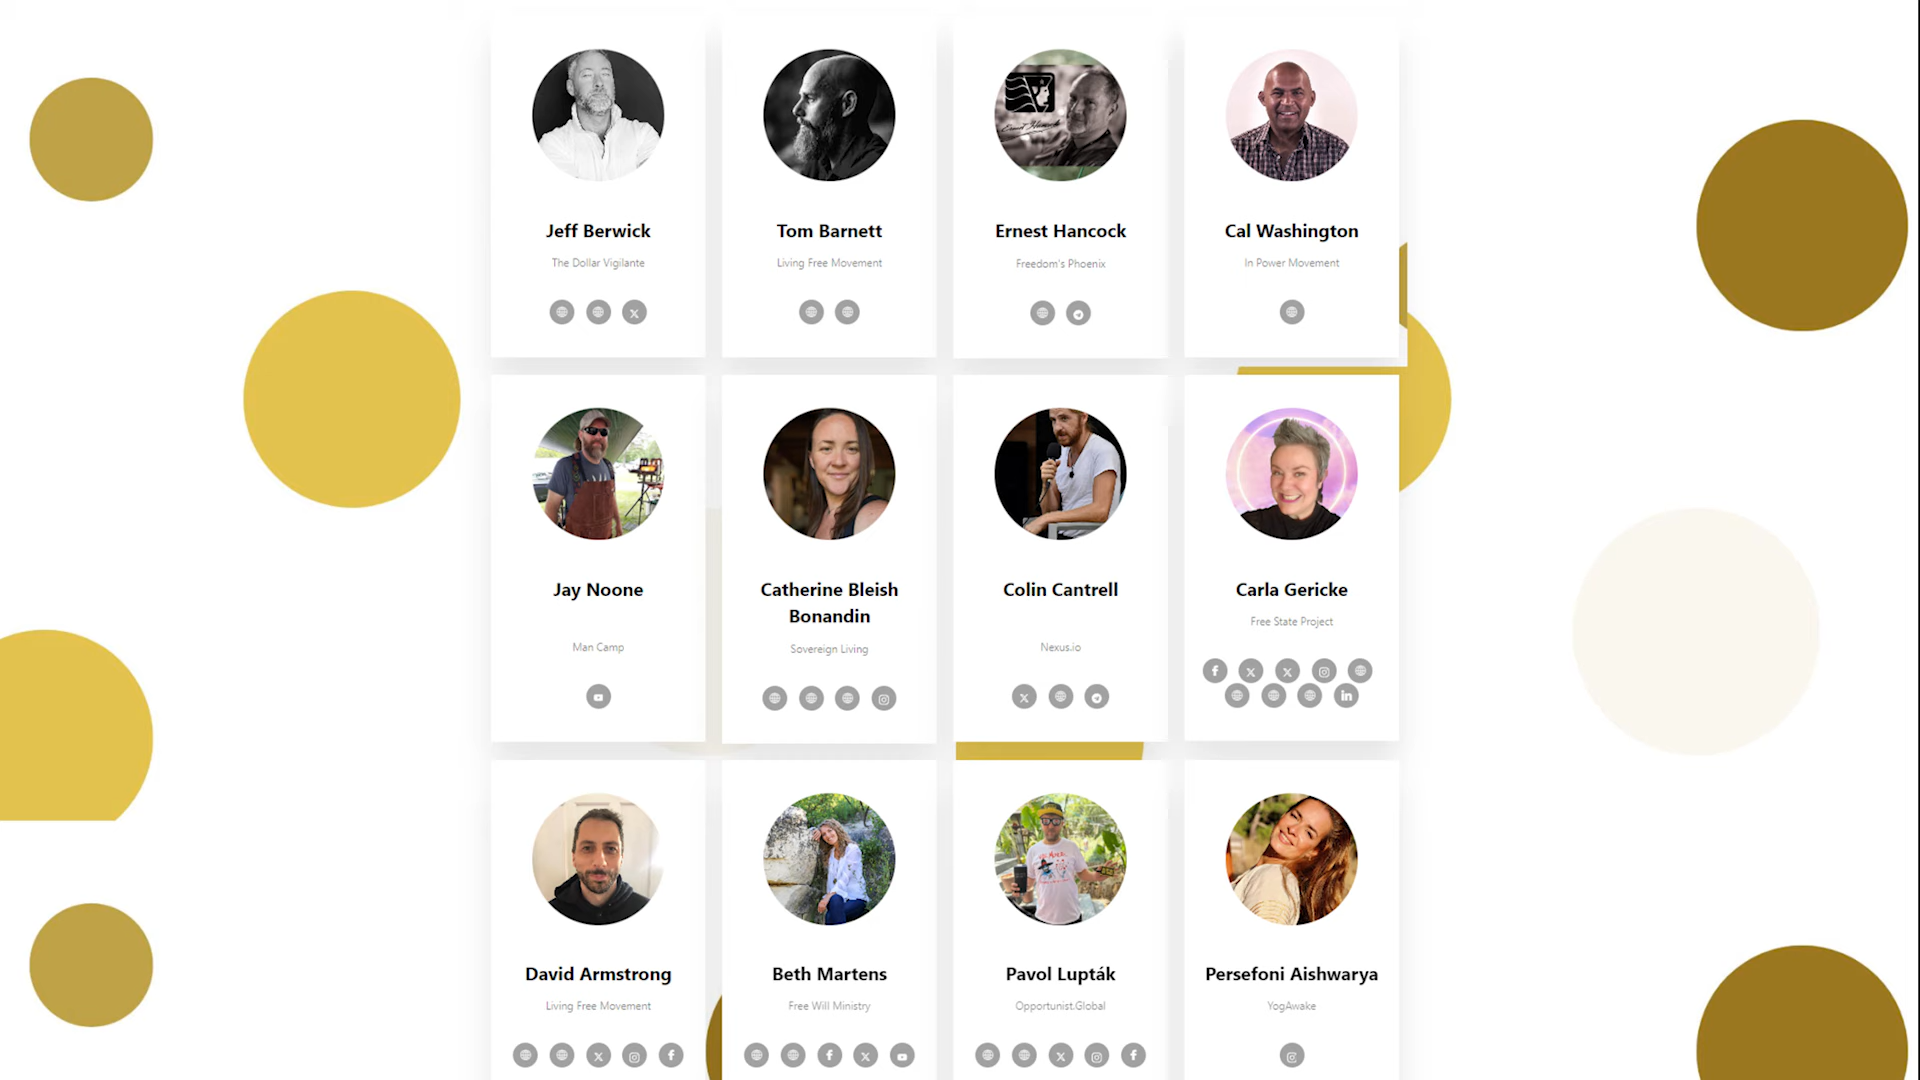 Jeff Berwick
The Dollar Vigilante
Tom Barnett
Living Free Movement
Ernest Hancock
Freedom's Phoenix
Cal Washington
In Power Movement
Jay Noone
Man Camp
Catherine Bleish
Bonandin
Sovereign Living
Colin Cantrell
Nexus.io
Carla Gericke
Free State Project
David Armstrong
Living Free Movement
Beth Martens
Free Will Ministry
Pavol Lupták
Opportunist.Global
Persefoni Aishwarya
YogAwake